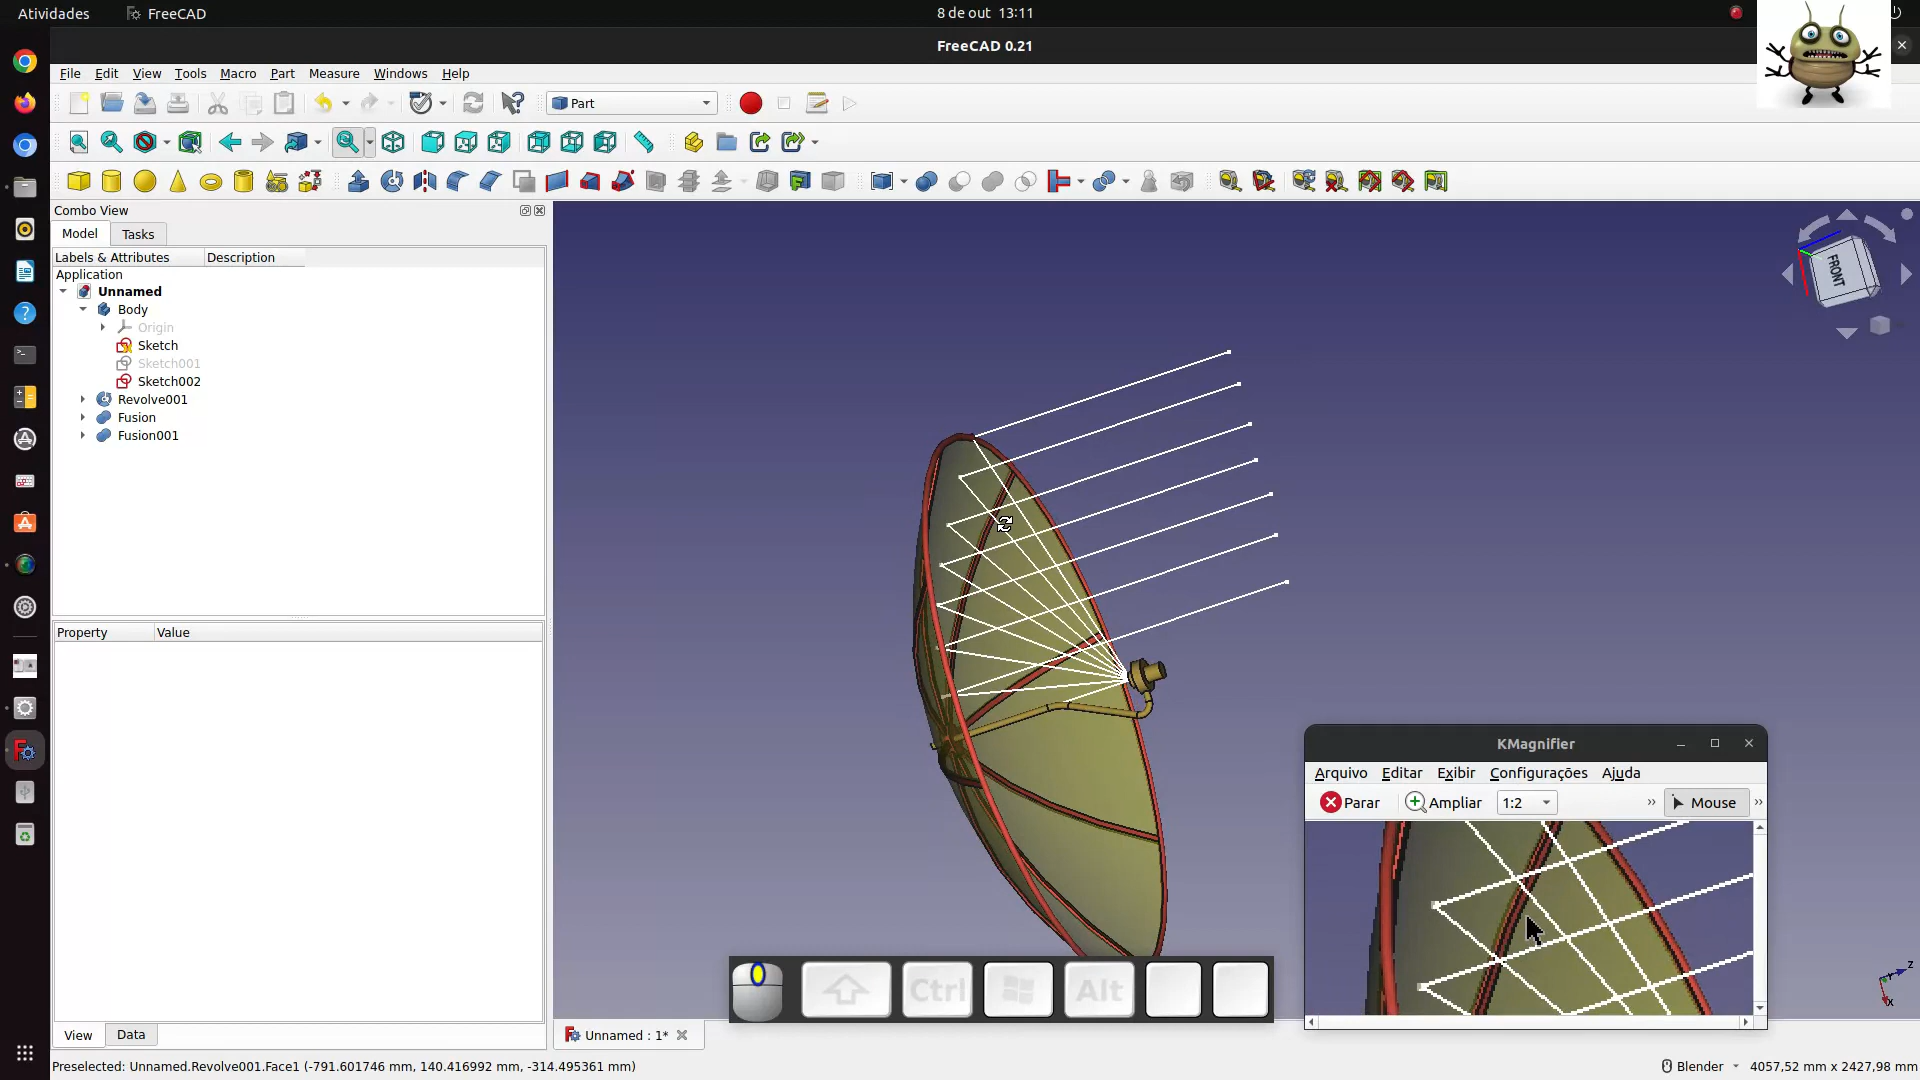 Atividades
FreeCAD
8 de out 13:11
FreeCAD 0.21
File Edit View Tools Macro Part Measure Windows Help
Part
Combo View
Model Tasks
Labels & Attributes Description
Application
Unnamed
Body
Origin
Sketch
Sketch001
Sketch002
Revolve001
Fusion
Fusion001
FRONT
Property Value
KMagnifier
Arquivo Editar Exibir Configurações Ajuda
Parar Ampliar 1:2 » Mouse »
Ctrl Alt
Z
X
View Data
Unnamed : 1*
Preselected: Unnamed.Revolve001.Face1 (-791.601746 mm, 140.416992 mm, -314.495361 mm)
Blender 4057,52 mm x 2427,98 mm